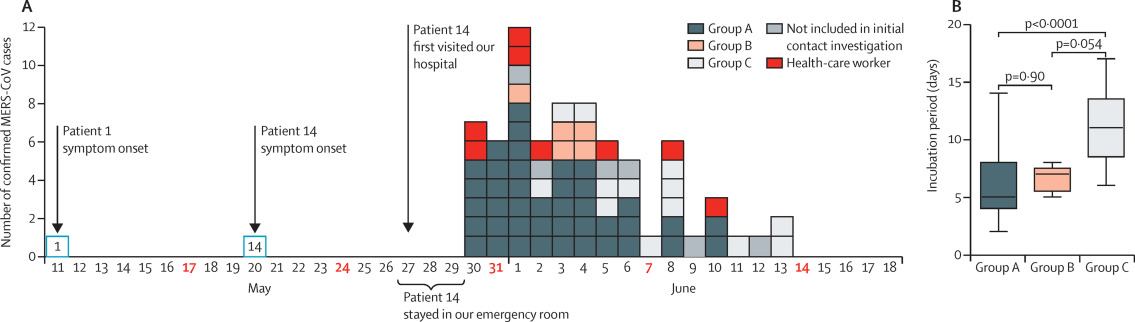 A
Number of confirmed MERS-CoV cases
12
10
8
6
4
2
0
Patient 1
symptom onset
Patient 14
symptom onset
Patient 14
first visited our
hospital
1
14
Group A
Group B
Group C
Not included in initial
contact investigation
Health-care worker
11 12 13 14 15 16 17 18 19 20 21 22 23 24 25 26 27 28 29 30 31 1 2 3 4 5 6 7 8 9 10 11 12 13 14 15 16 17 18
May
June
Patient 14
stayed in our emergency room
B
Incubation period (days)
20
15
10
5
0
p<0·0001
p=0·054
p=0·90
Group A Group B Group C